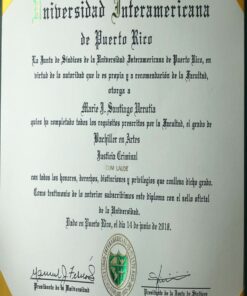 Universidad Interamericana
de Puerto Rico
La Junta de Síndicos de la Universidad Interamericana de Puerto Rico, en
virtud de la autoridad que le es propia y a recomendación de la Facultad,
otorga a
Marie J. Santiago Urrutia
quien ha completado todos los requisitos prescritos por la Facultad, el grado de
Bachiller en Artes
Justicia Criminal
CUM LAUDE
con todos los honores, derechos, distinciones y privilegios que conlleva dicho grado.
Como testimonio de lo anterior suscribimos este diploma con el sello oficial
de la Universidad.
Dado en Puerto Rico, el día 14 de junio de 2018.
Presidente de la Universidad
Presidente de la Junta de Síndicos